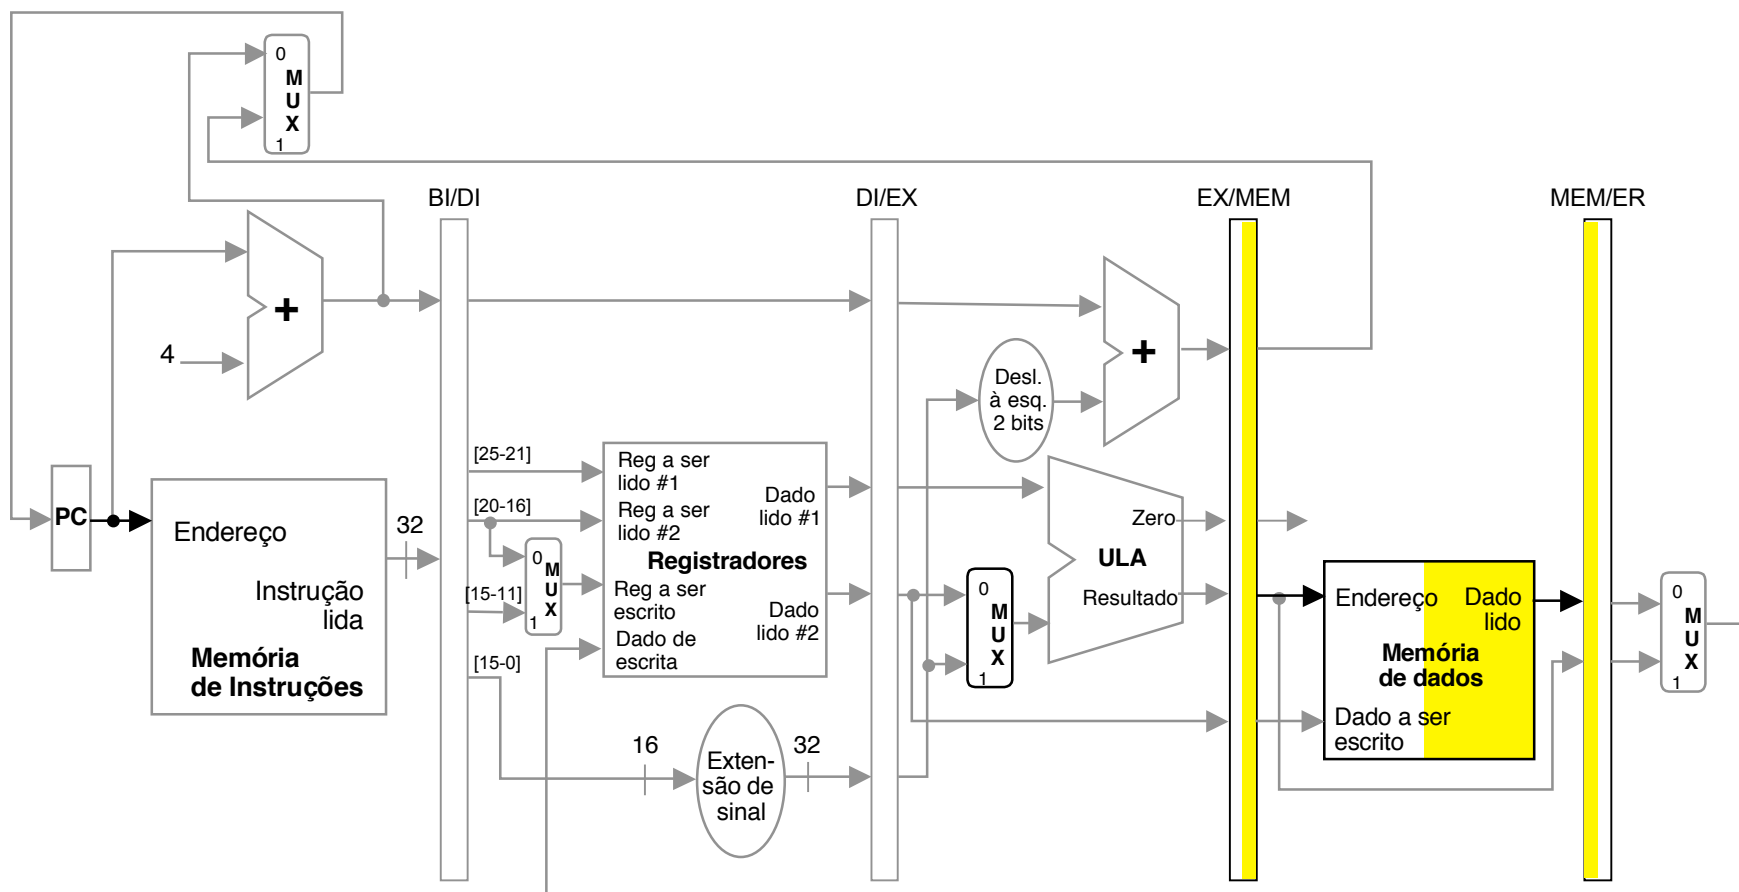 0
M
U
X
1
BI/DI
DI/EX
EX/MEM
MEM/ER
+
4
+
Desl.
à esq.
2 bits
[25-21]
[20-16]
[15-11]
[15-0]
PC
Endereço
Instrução
lida
Memória
de Instruções
32
0
M
U
X
1
Reg a ser
lido #1
Reg a ser
lido #2
Registradores
Reg a ser
escrito
Dado de
escrita
Dado
lido #1
Dado
lido #2
16
Exten-
são de
sinal
32
0
M
U
X
1
Zero
ULA
Resultado
Endereço
Dado
lido
Memória
de dados
Dado a ser
escrito
0
M
U
X
1